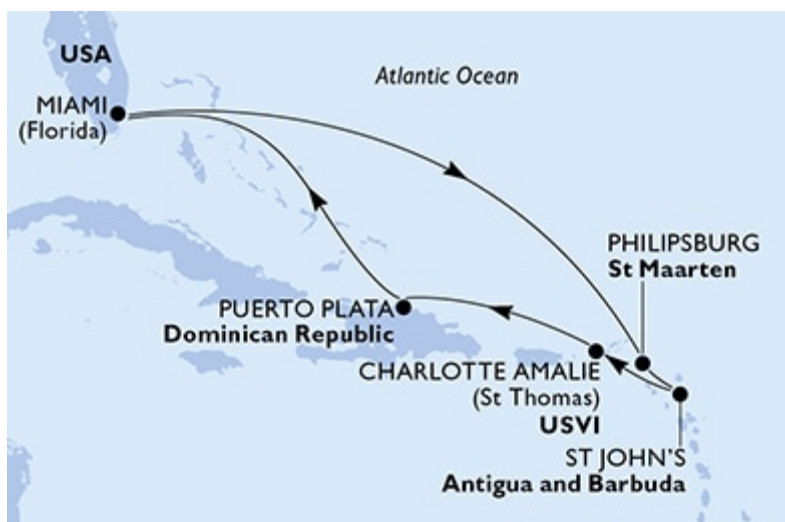 USA
Atlantic Ocean
MIAMI
(Florida)
PHILIPSBURG
St Maarten
PUERTO PLATA
Dominican Republic
CHARLOTTE AMALIE
(St Thomas)
USVI
ST JOHN'S
Antigua and Barbuda